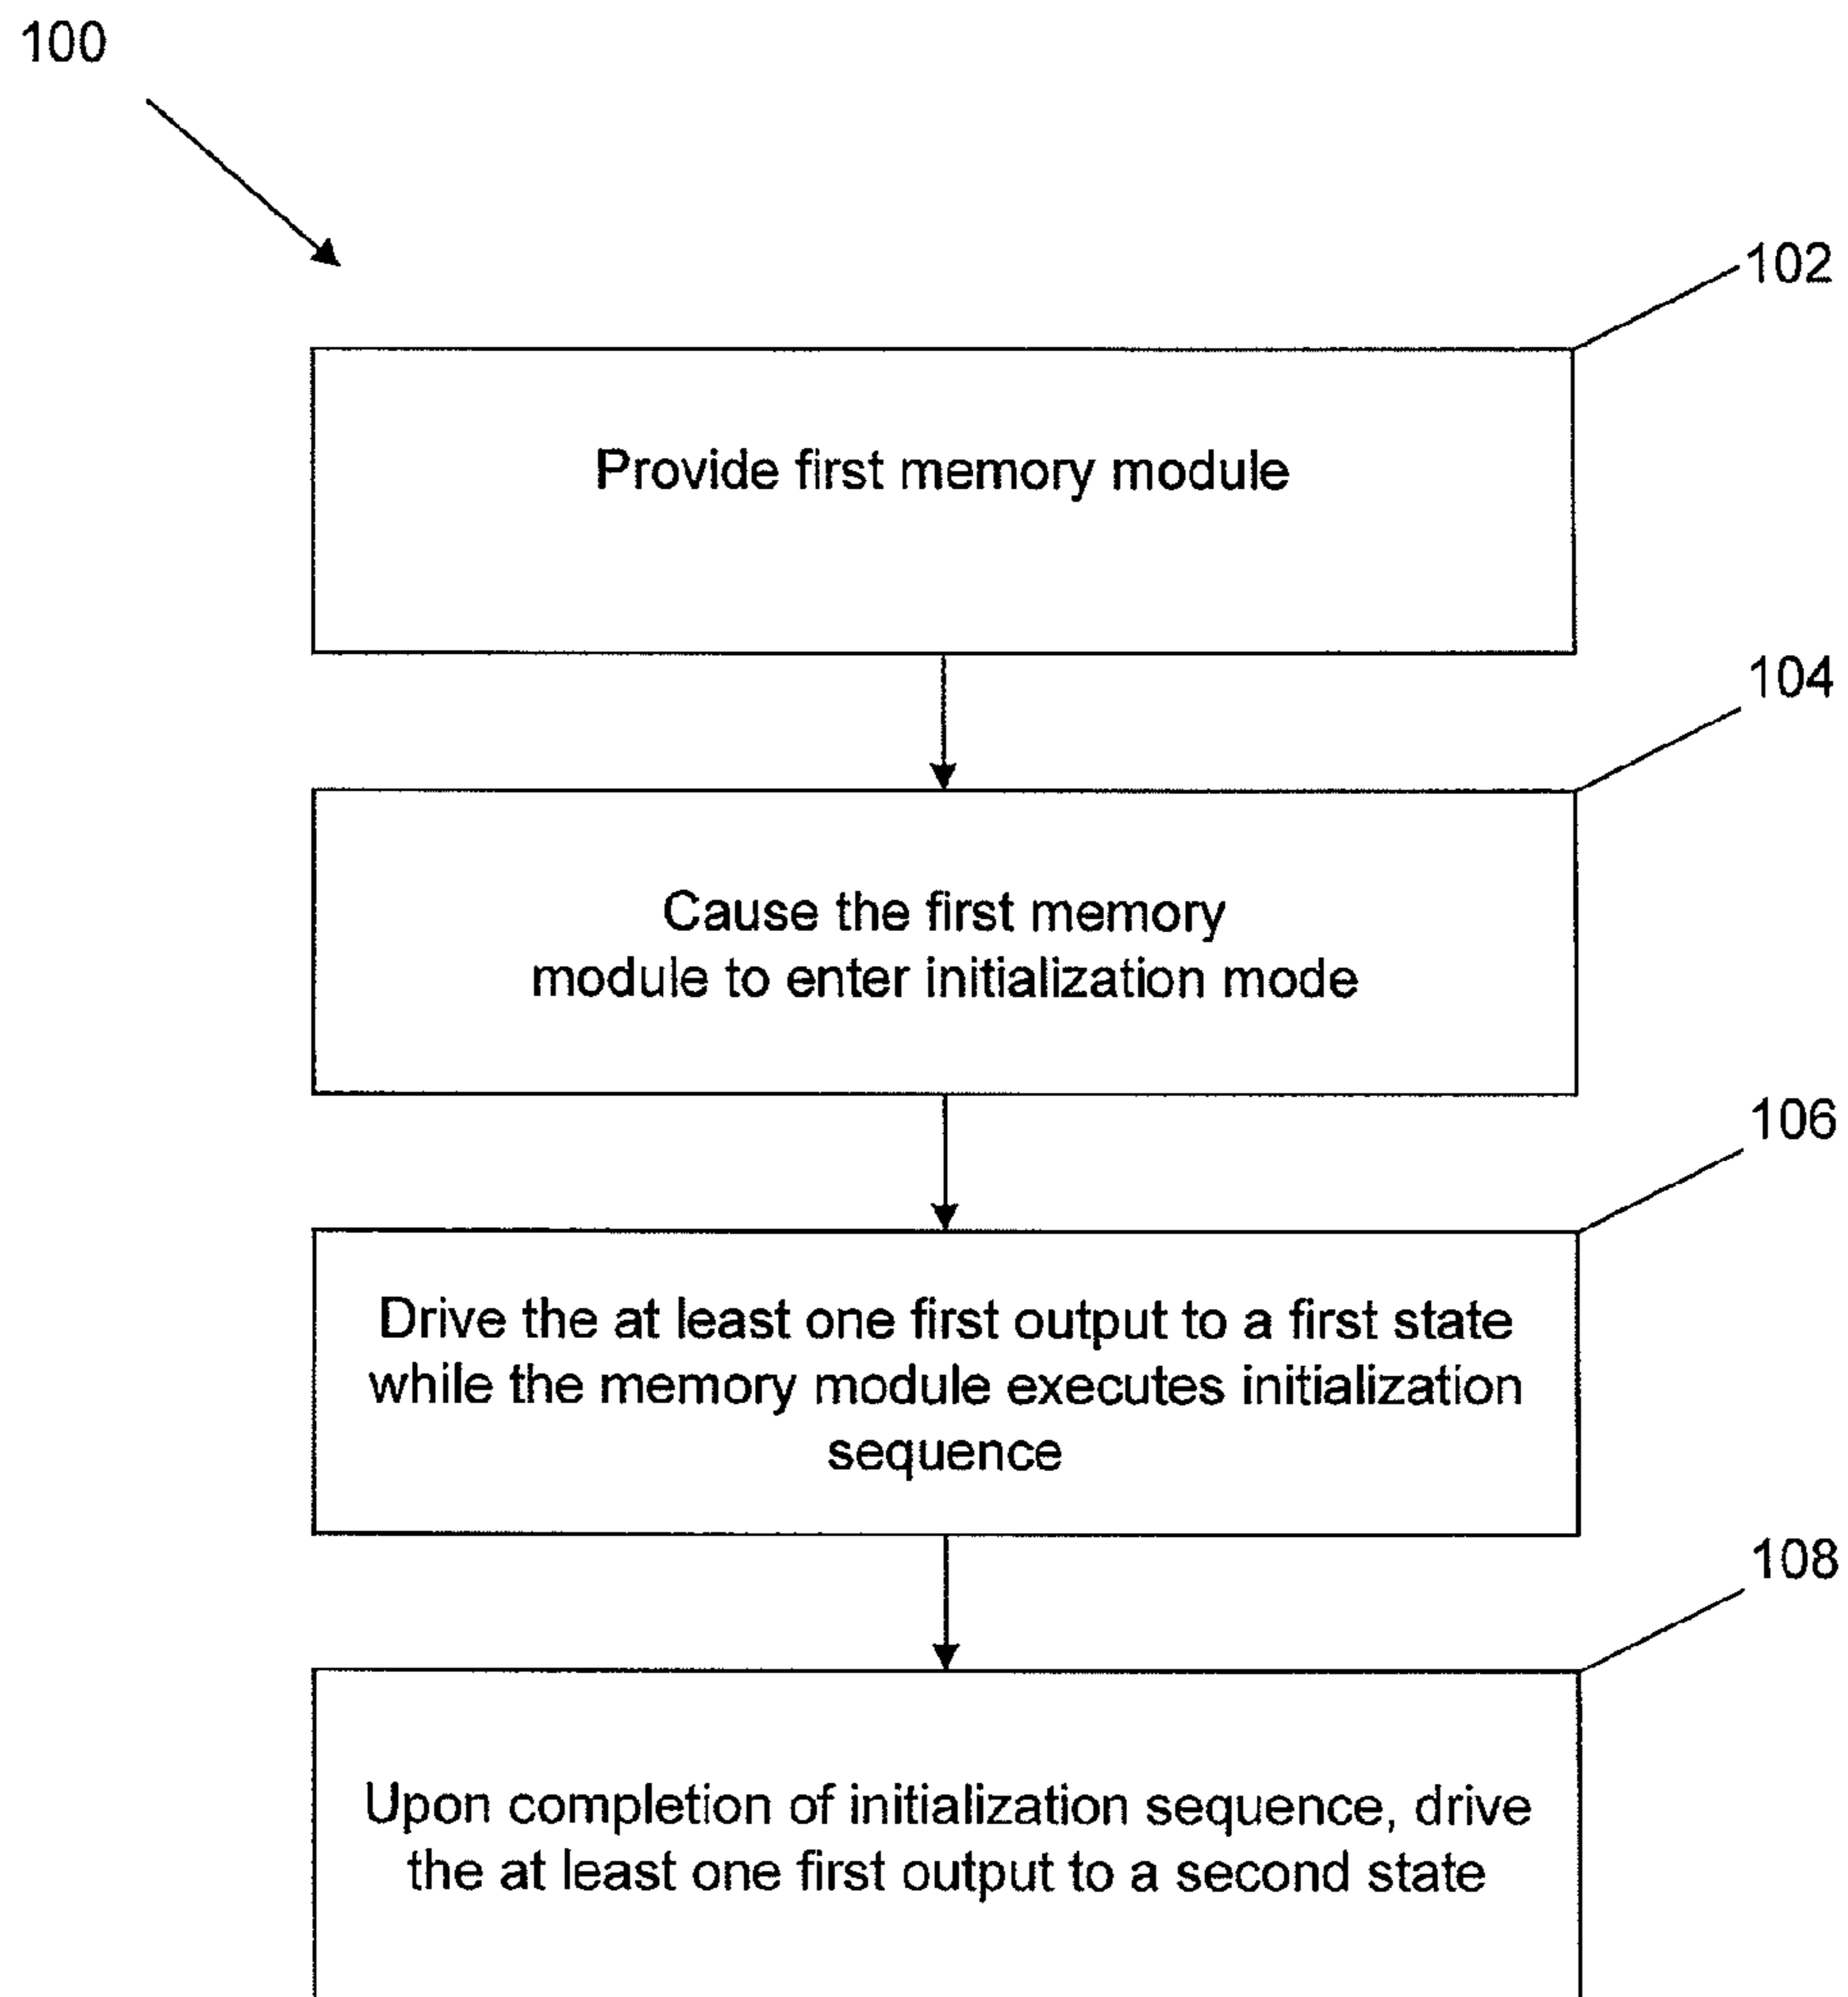 100
102
Provide first memory module
104
Cause the first memory
module to enter initialization mode
106
Drive the at least one first output to a first state
while the memory module executes initialization
sequence
108
Upon completion of initialization sequence, drive
the at least one first output to a second state